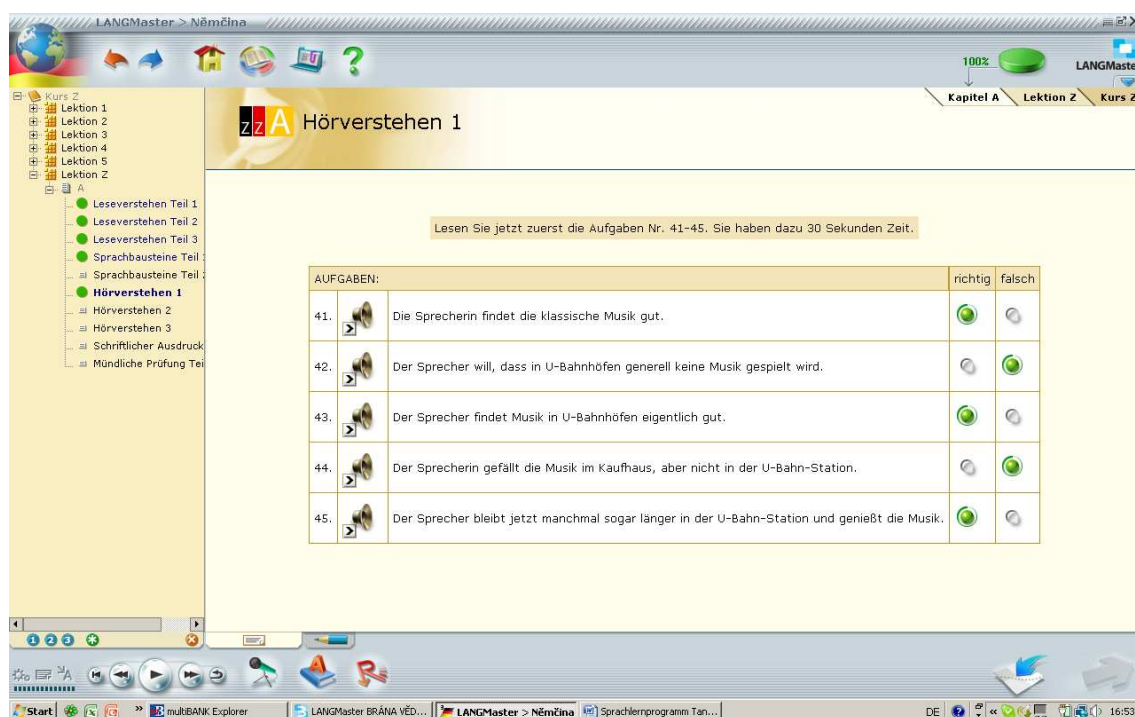 LANGMaster > Němčina
100%
LANGMaste
Kapitel A Lektion Z Kurs Z
Kurs Z
Lektion 1
Lektion 2
Lektion 3
Lektion 4
Lektion 5
Lektion Z
A
Leseverstehen Teil 1
Leseverstehen Teil 2
Leseverstehen Teil 3
Sprachbausteine Teil
Sprachbausteine Teil
Hörverstehen 1
Hörverstehen 2
Hörverstehen 3
Schriftlicher Ausdruck
Mündliche Prüfung Tei
zzA Hörverstehen 1
Lesen Sie jetzt zuerst die Aufgaben Nr. 41-45. Sie haben dazu 30 Sekunden Zeit.
AUFGABEN: richtig falsch
41. Die Sprecherin findet die klassische Musik gut.
42. Der Sprecher will, dass in U-Bahnhöfen generell keine Musik gespielt wird.
43. Der Sprecher findet Musik in U-Bahnhöfen eigentlich gut.
44. Der Sprecherin gefällt die Musik im Kaufhaus, aber nicht in der U-Bahn-Station.
45. Der Sprecher bleibt jetzt manchmal sogar länger in der U-Bahn-Station und genießt die Musik.
1 2 3
Start » multiBANK Explorer LANGMaster BRÁNA VĚD... LANGMaster > Němčina Sprachlernprogramm Tan... DE « 16:53